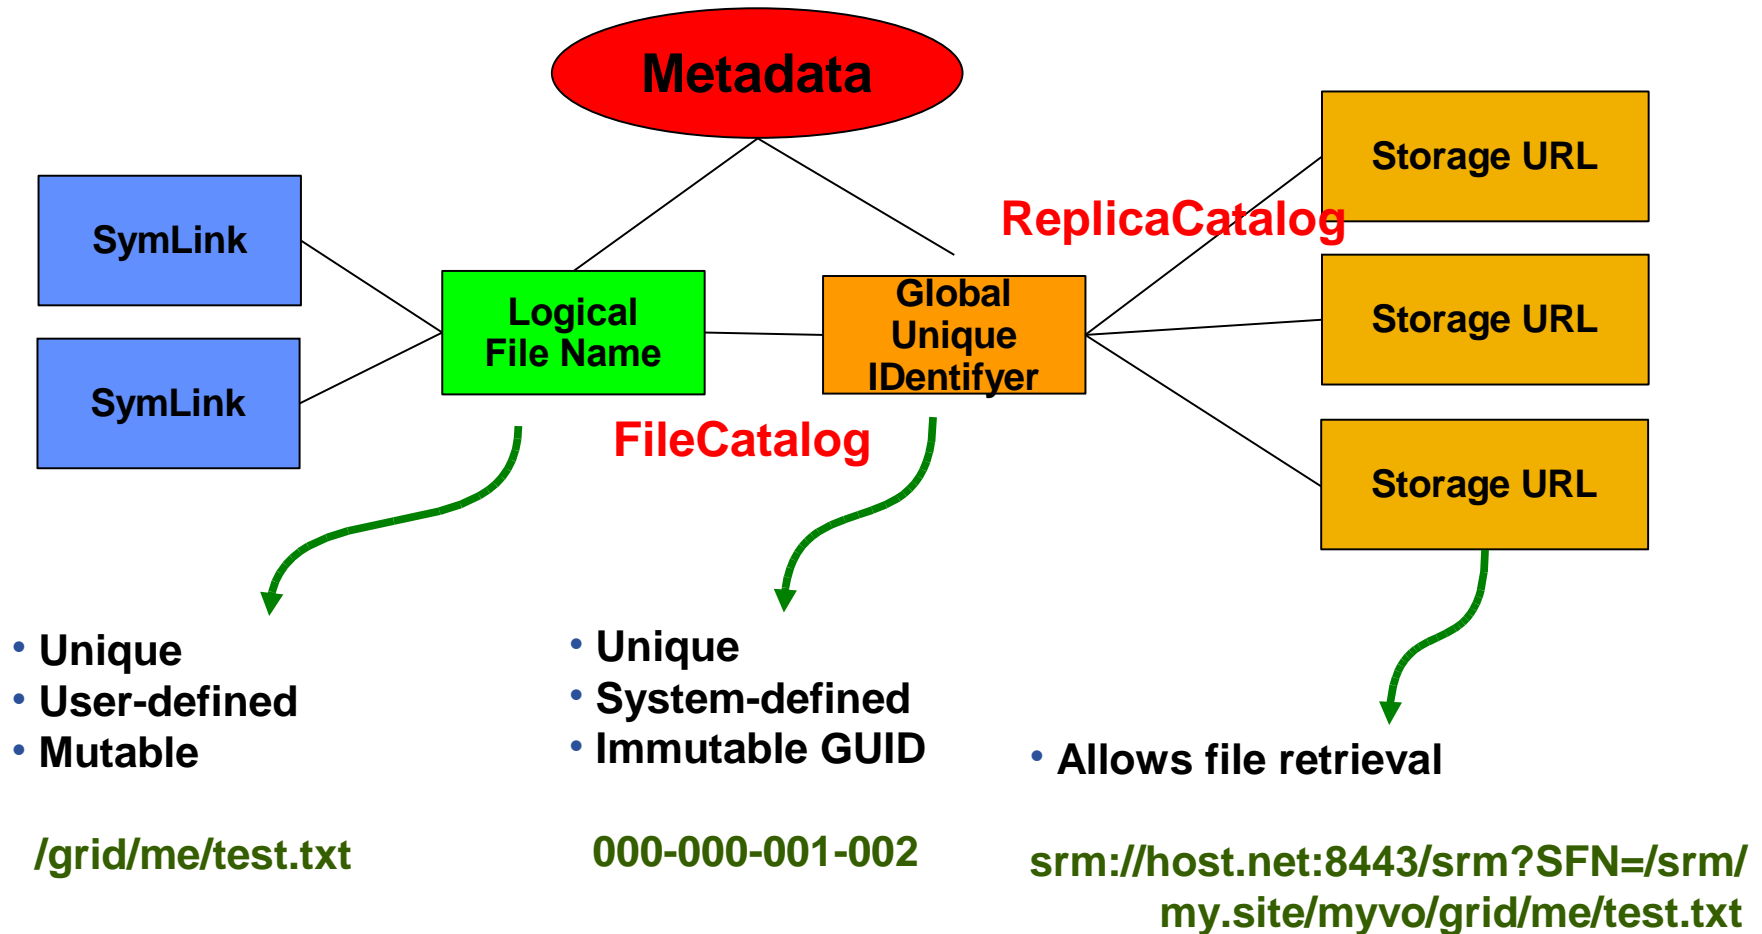 Metadata
Storage URL
SymLink
ReplicaCatalog
Logical
File Name
Global
Unique
IDentifyer
Storage URL
SymLink
FileCatalog
Storage URL
• Unique
• User-defined
• Mutable
/grid/me/test.txt
• Unique
• System-defined
• Immutable GUID
000-000-001-002
• Allows file retrieval
srm://host.net:8443/srm?SFN=/srm/
my.site/myvo/grid/me/test.txt